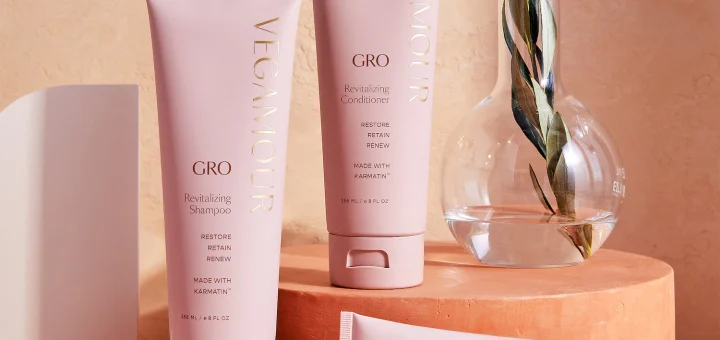 VEGAMOUR
GRO
Revitalizing
Shampoo
RESTORE
RETAIN
RENEW
MADE WITH
KARMATIN™
MOUR
GRO
Revitalizing
Conditioner
RESTORE
RETAIN
RENEW
MADE WITH
KARMATIN™